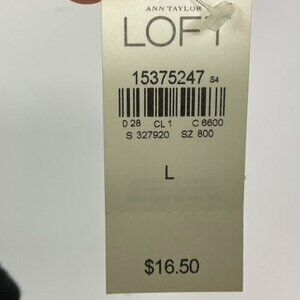 ANN TAYLOR
LOFT
15375247 S4
D 28 CL 1 C 6600
S 327920 SZ 800
L
$16.50